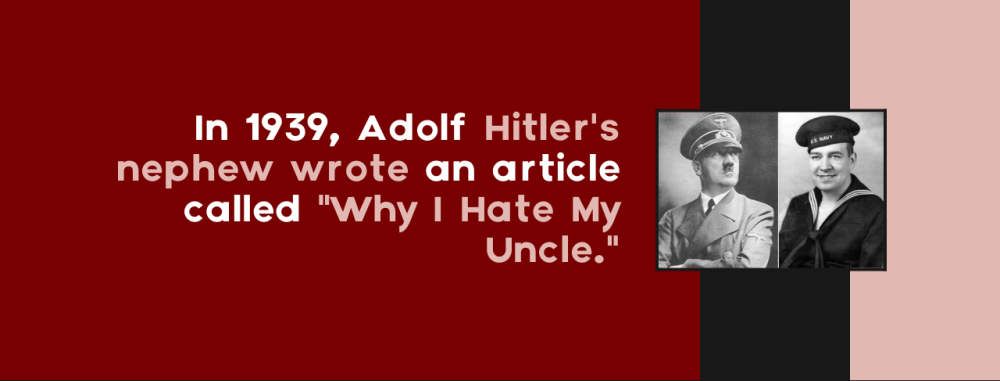 In 1939, Adolf Hitler's
nephew wrote an article
called "Why I Hate My
Uncle."
U.S. NAVY